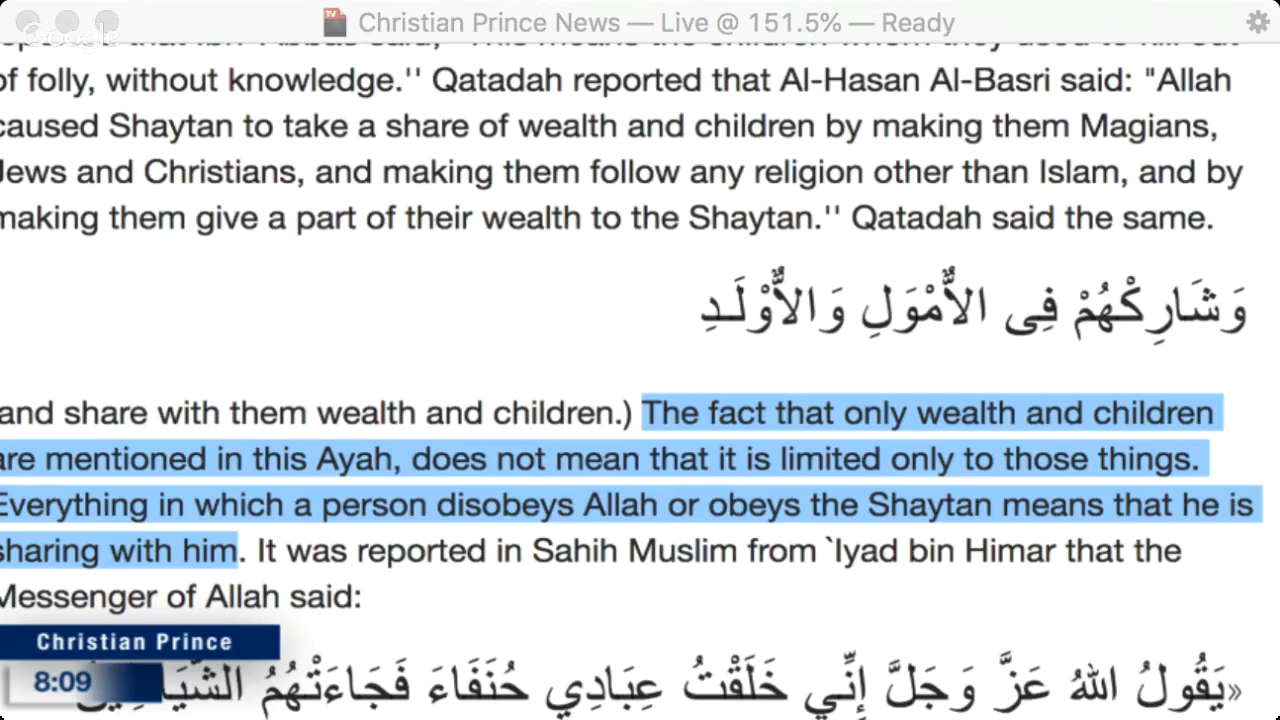 Christian Prince News — Live @ 151.5% — Ready
Google
of folly, without knowledge.'' Qatadah reported that Al-Hasan Al-Basri said: "Allah
caused Shaytan to take a share of wealth and children by making them Magians,
Jews and Christians, and making them follow any religion other than Islam, and by
making them give a part of their wealth to the Shaytan.'' Qatadah said the same.
وَشَارِكْهُمْ فِى الاٌّمْوَلِ وَالاٌّوْلَـدِ
and share with them wealth and children.) The fact that only wealth and children
are mentioned in this Ayah, does not mean that it is limited only to those things.
Everything in which a person disobeys Allah or obeys the Shaytan means that he is
sharing with him. It was reported in Sahih Muslim from `Iyad bin Himar that the
Messenger of Allah said:
«يَقُولُ اللهُ عَزَّ وَجَلَّ إِنِّي خَلَقْتُ عِبَادِي حُنَفَاءَ فَجَاءَتْهُمُ
Christian Prince
8:09